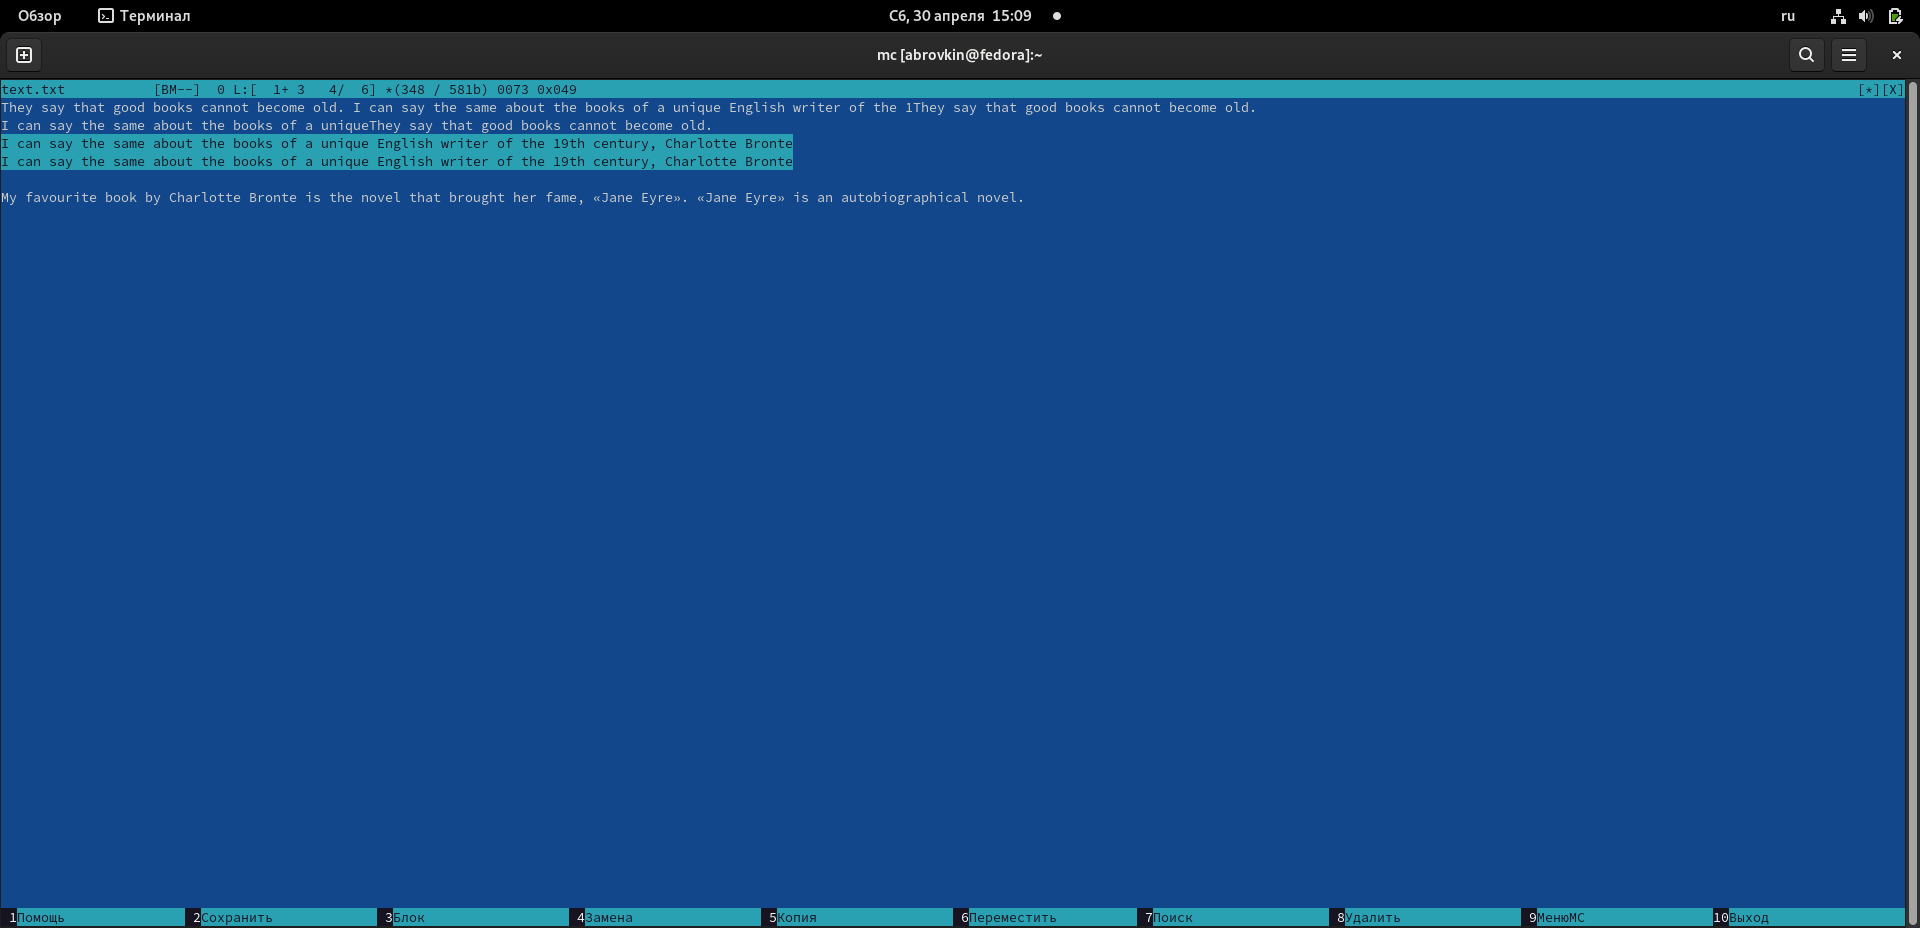 Обзор Терминал Сб, 30 апреля 15:09 ru
mc [abrovkin@fedora]:~
text.txt [BM--] 0 L:[ 1+ 3 4/ 6] *(348 / 581b) 0073 0x049 [*][X]
They say that good books cannot become old. I can say the same about the books of a unique English writer of the 1They say that good books cannot become old.
I can say the same about the books of a uniqueThey say that good books cannot become old.
I can say the same about the books of a unique English writer of the 19th century, Charlotte Bronte
I can say the same about the books of a unique English writer of the 19th century, Charlotte Bronte
My favourite book by Charlotte Bronte is the novel that brought her fame, «Jane Eyre». «Jane Eyre» is an autobiographical novel.
1Помощь 2Сохранить 3Блок 4Замена 5Копия 6Переместить 7Поиск 8Удалить 9МенюMC 10Выход